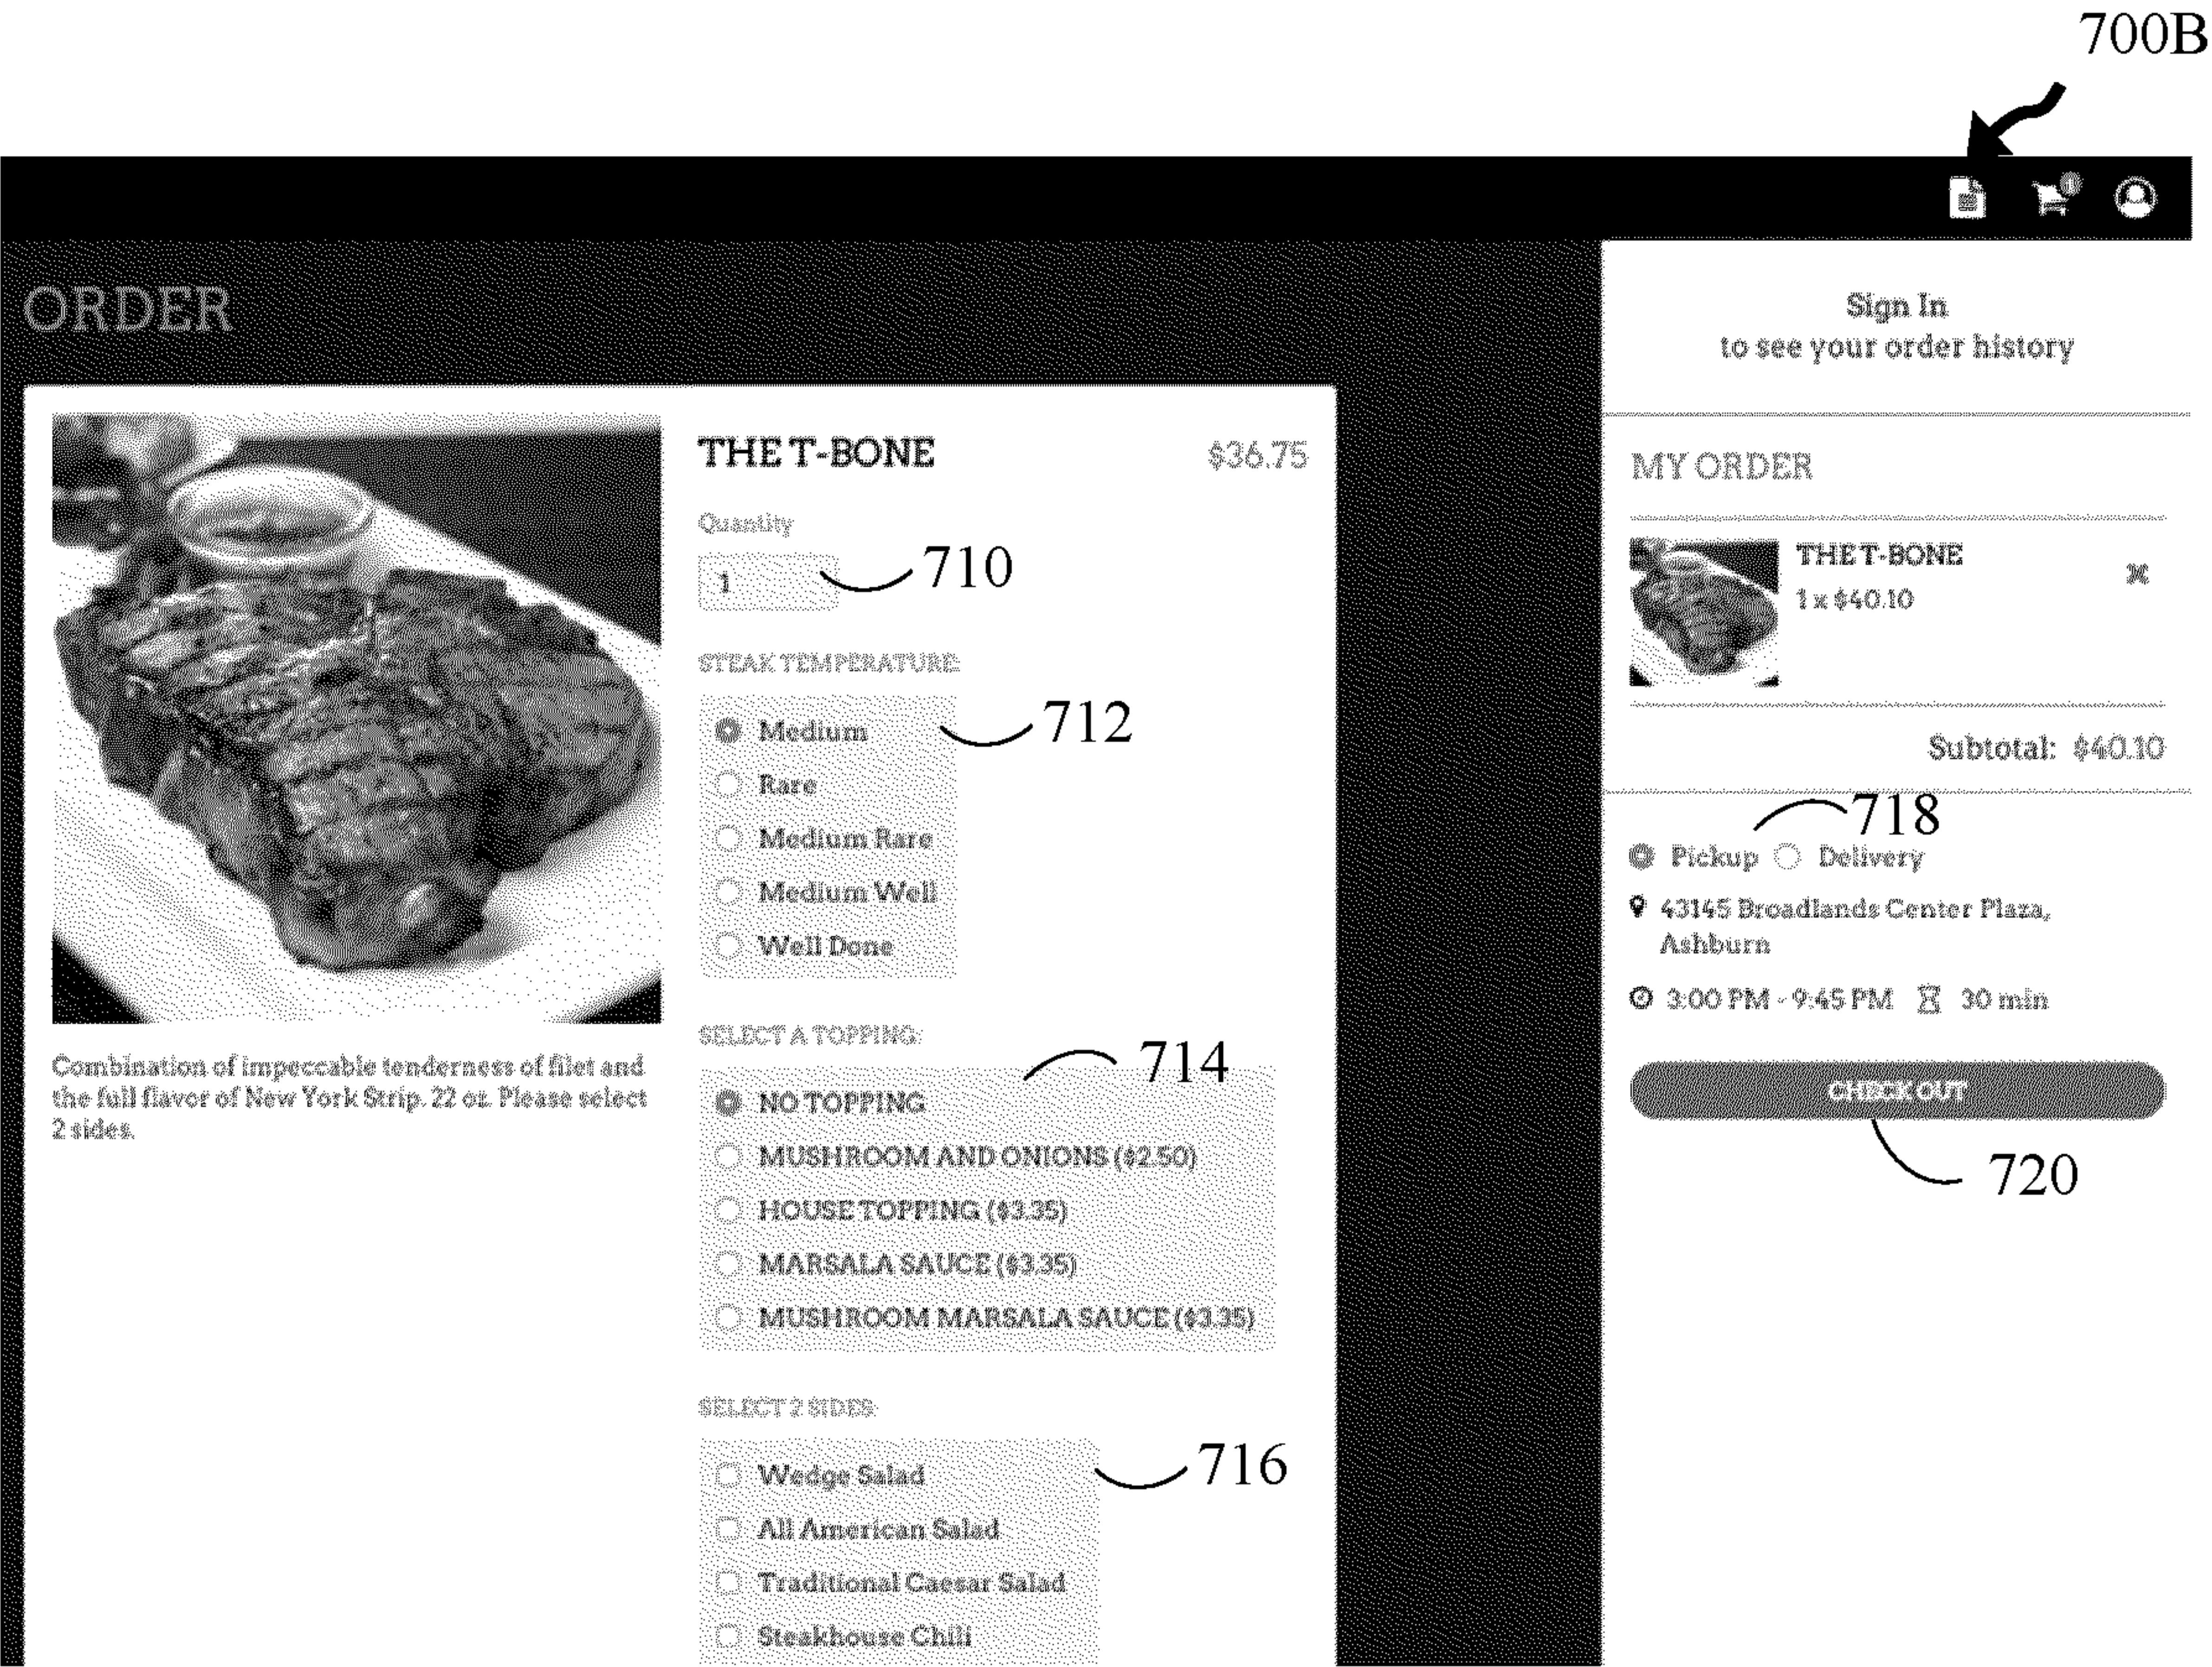 700B
1
ORDER
Sign In
to see your order history
THE T-BONE
$36.75
Quantity
1
710
STEAK TEMPERATURE:
Medium
712
Rare
Medium Rare
Medium Well
Well Done
SELECT A TOPPING:
714
NO TOPPING
MUSHROOM AND ONIONS ($2.50)
HOUSE TOPPING ($3.35)
MARSALA SAUCE ($3.35)
MUSHROOM MARSALA SAUCE ($3.35)
SELECT 2 SIDES:
Wedge Salad
716
All American Salad
Traditional Caesar Salad
Steakhouse Chili
Combination of impeccable tenderness of filet and
the full flavor of New York Strip. 22 oz. Please select
2 sides.
MY ORDER
THE T-BONE
1 x $40.10
Subtotal: $40.10
718
Pickup Delivery
43145 Broadlands Center Plaza,
Ashburn
3:00 PM - 9:45 PM 30 min
CHECK OUT
720